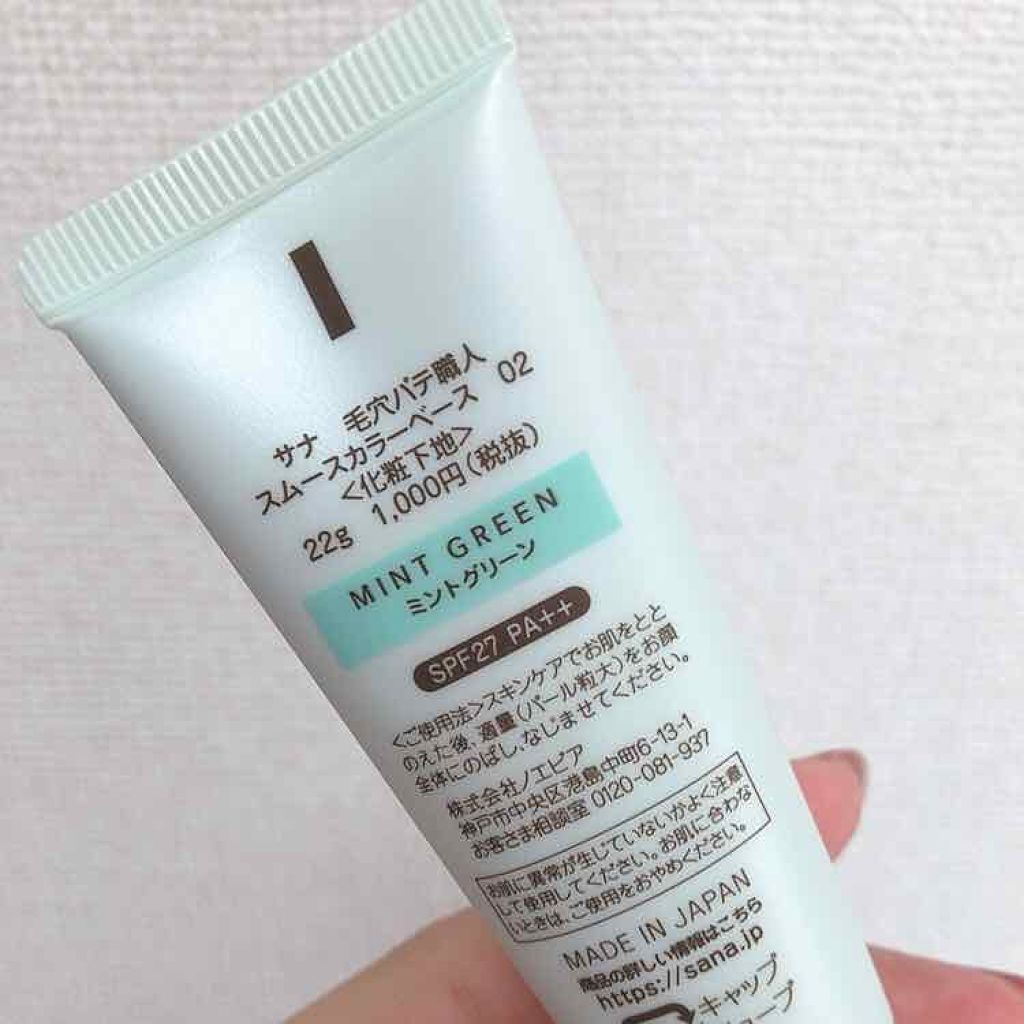 サナ 毛穴パテ職人
スムースカラーベース 02
<化粧下地>
22g 1,000円(税抜)
MINT GREEN
ミントグリーン
SPF27 PA++
<ご使用法>スキンケアでお肌をとと
のえた後、適量(パール粒大)をお顔
全体にのばし、なじませてください。
株式会社ノエビア
神戸市中央区港島中町6-13-1
お客さま相談室 0120-081-937
お肌に異常が生じていないかよく注意
して使用してください。お肌に合わな
いときは、ご使用をおやめください。
MADE IN JAPAN
商品の詳しい情報はこちら
https://sana.jp
キャップ